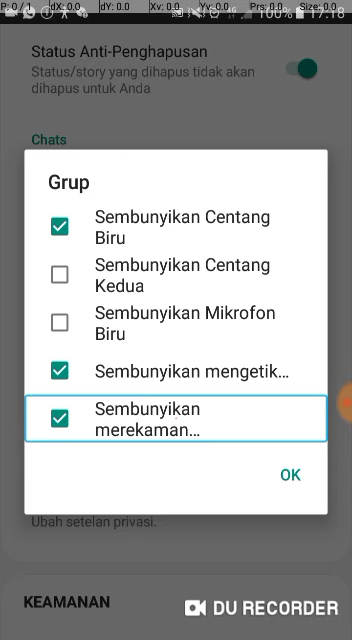 P: 0 / 1 dX: 0.0 dY: 0.0 Xv: 0.0 Yv: 0.0 Prs: 0.0 Size: 0.0
100% 17.18
Status Anti-Penghapusan
Status/story yang dihapus tidak akan
dihapus untuk Anda
Chats
Grup
Sembunyikan Centang
Biru
Sembunyikan Centang
Kedua
Sembunyikan Mikrofon
Biru
Sembunyikan mengetik...
Sembunyikan
merekaman...
OK
Ubah setelan privasi.
KEAMANAN
DU RECORDER